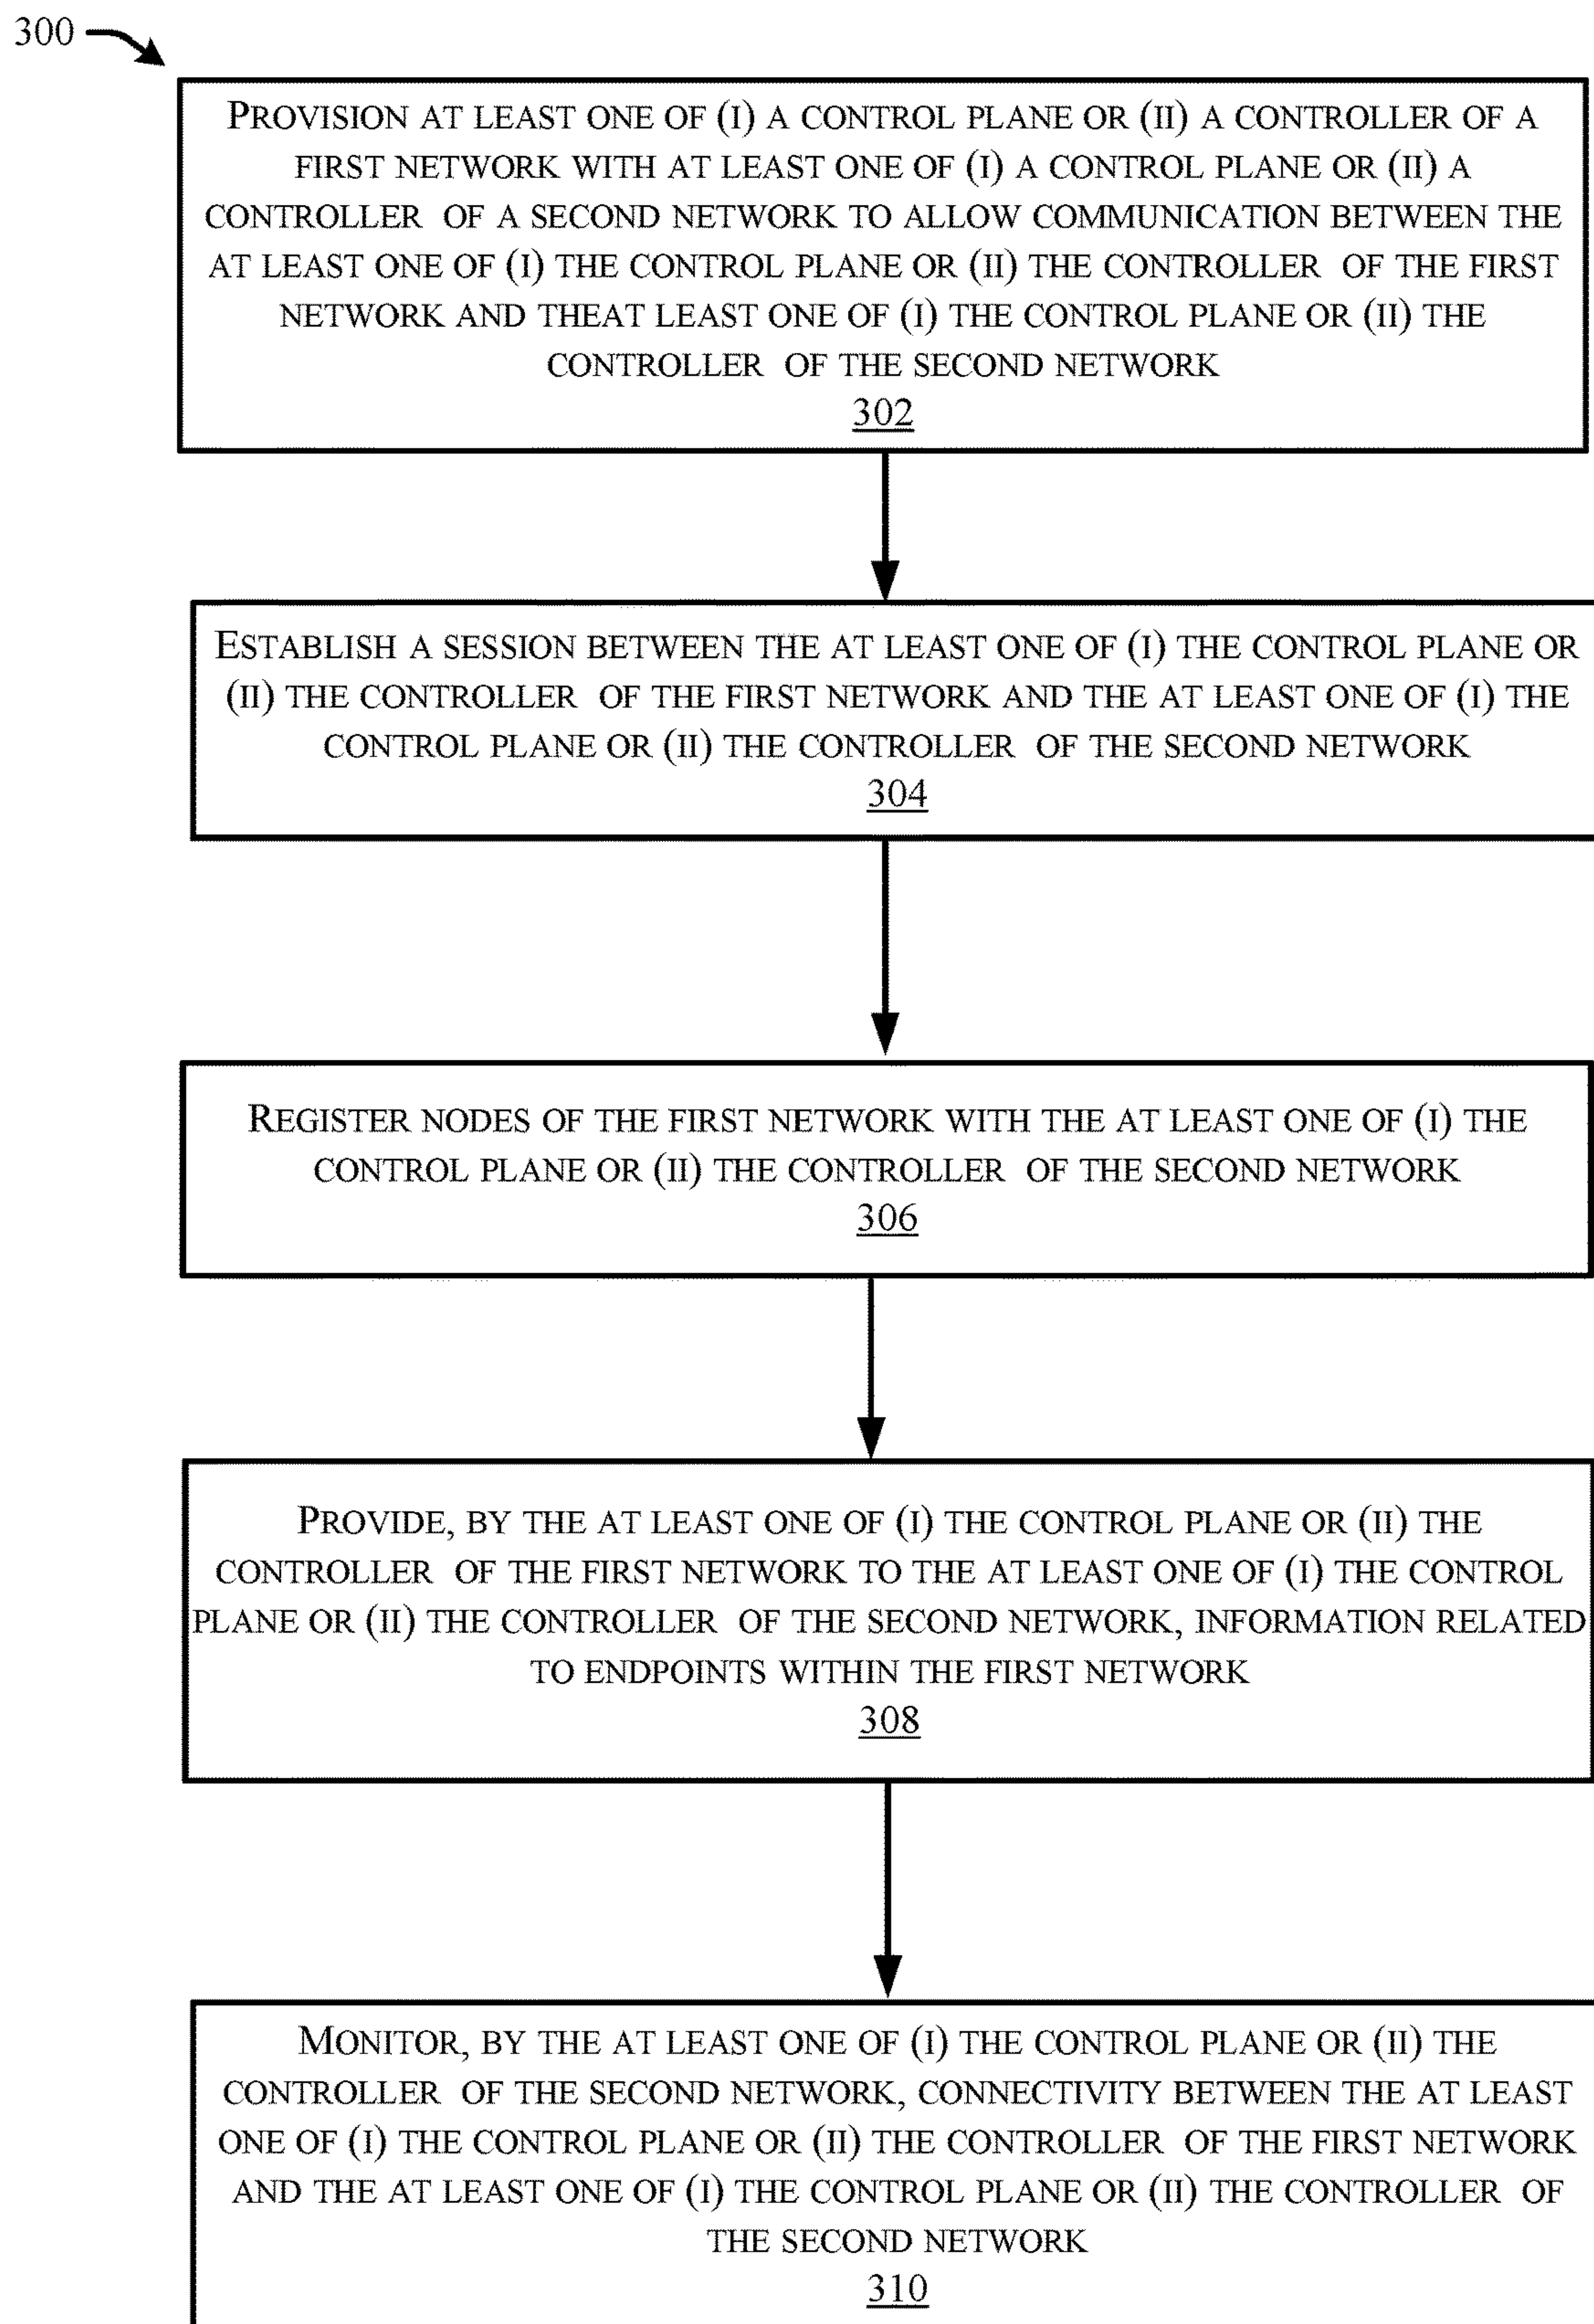 300
PROVISION AT LEAST ONE OF (I) A CONTROL PLANE OR (II) A CONTROLLER OF A
FIRST NETWORK WITH AT LEAST ONE OF (I) A CONTROL PLANE OR (II) A
CONTROLLER OF A SECOND NETWORK TO ALLOW COMMUNICATION BETWEEN THE
AT LEAST ONE OF (I) THE CONTROL PLANE OR (II) THE CONTROLLER OF THE FIRST
NETWORK AND THEAT LEAST ONE OF (I) THE CONTROL PLANE OR (II) THE
CONTROLLER OF THE SECOND NETWORK
302
ESTABLISH A SESSION BETWEEN THE AT LEAST ONE OF (I) THE CONTROL PLANE OR
(II) THE CONTROLLER OF THE FIRST NETWORK AND THE AT LEAST ONE OF (I) THE
CONTROL PLANE OR (II) THE CONTROLLER OF THE SECOND NETWORK
304
REGISTER NODES OF THE FIRST NETWORK WITH THE AT LEAST ONE OF (I) THE
CONTROL PLANE OR (II) THE CONTROLLER OF THE SECOND NETWORK
306
PROVIDE, BY THE AT LEAST ONE OF (I) THE CONTROL PLANE OR (II) THE
CONTROLLER OF THE FIRST NETWORK TO THE AT LEAST ONE OF (I) THE CONTROL
PLANE OR (II) THE CONTROLLER OF THE SECOND NETWORK, INFORMATION RELATED
TO ENDPOINTS WITHIN THE FIRST NETWORK
308
MONITOR, BY THE AT LEAST ONE OF (I) THE CONTROL PLANE OR (II) THE
CONTROLLER OF THE SECOND NETWORK, CONNECTIVITY BETWEEN THE AT LEAST
ONE OF (I) THE CONTROL PLANE OR (II) THE CONTROLLER OF THE FIRST NETWORK
AND THE AT LEAST ONE OF (I) THE CONTROL PLANE OR (II) THE CONTROLLER OF
THE SECOND NETWORK
310